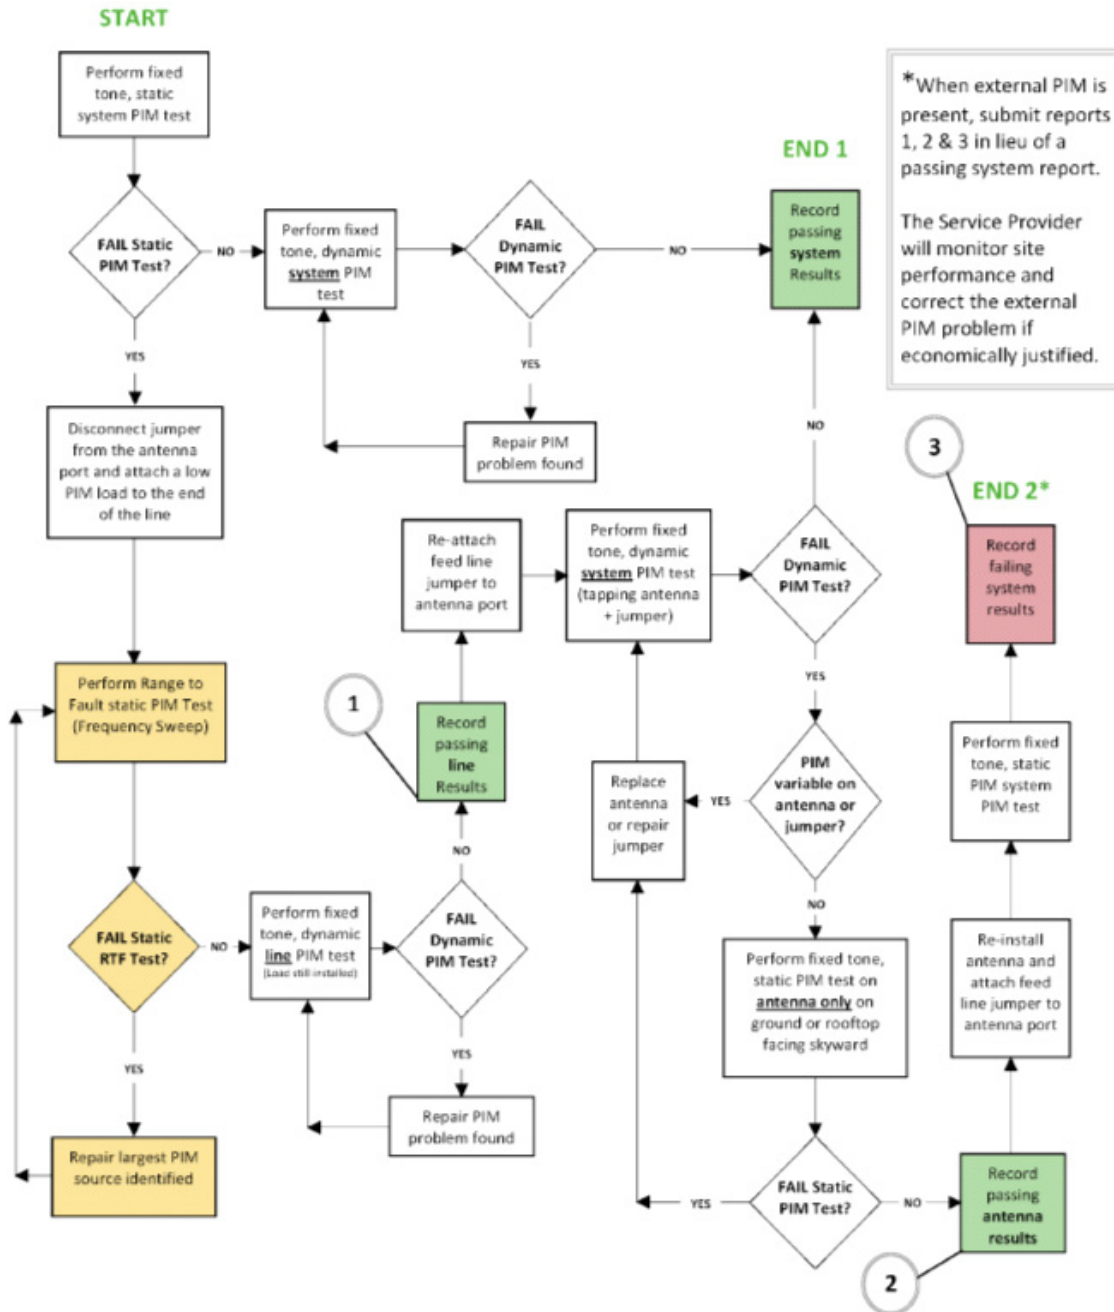 START
Perform fixed
tone, static
system PIM test
FAIL Static
PIM Test?
NO
Perform fixed
tone, dynamic
system PIM
test
FAIL
Dynamic
PIM Test?
NO
END 1
Record
passing
system
Results
*When external PIM is
present, submit reports
1, 2 & 3 in lieu of a
passing system report.
The Service Provider
will monitor site
performance and
correct the external
PIM problem if
economically justified.
YES
YES
Repair PIM
problem found
Disconnect jumper
from the antenna
port and attach a low
PIM load to the end
of the line
NO
3
END 2*
Re-attach
feed line
jumper to
antenna port
Perform fixed
tone, dynamic
system PIM test
(tapping antenna
+ jumper)
FAIL
Dynamic
PIM Test?
Record
failing
system
results
Perform Range to
Fault static PIM Test
(Frequency Sweep)
1
Record
passing
line
Results
YES
Replace
antenna
or repair
jumper
YES
PIM
variable on
antenna or
jumper?
Perform fixed
tone, static
PIM system
PIM test
NO
NO
FAIL Static
RTF Test?
NO
Perform fixed
tone, dynamic
line PIM test
(Load still installed)
FAIL
Dynamic
PIM Test?
Perform fixed tone,
static PIM test on
antenna only on
ground or rooftop
facing skyward
Re-install
antenna and
attach feed
line jumper to
antenna port
YES
YES
Repair PIM
problem found
Repair largest PIM
source identified
YES
FAIL Static
PIM Test?
NO
Record
passing
antenna
results
2